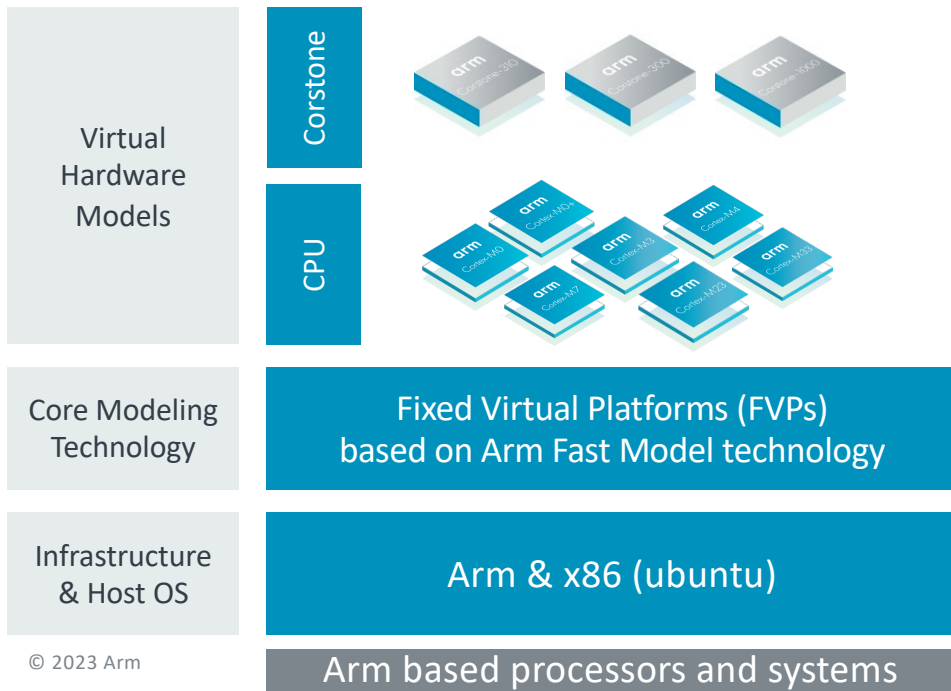 Virtual
Hardware
Models
Corstone
arm
Corstone-310
arm
Corstone-300
arm
Corstone-1000
CPU
arm
Cortex-M0
arm
Cortex-M0+
arm
Cortex-M3
arm
Cortex-M4
arm
Cortex-M33
arm
Cortex-M7
arm
Cortex-M23
Core Modeling
Technology
Fixed Virtual Platforms (FVPs)
based on Arm Fast Model technology
Infrastructure
& Host OS
Arm & x86 (ubuntu)
© 2023 Arm
Arm based processors and systems